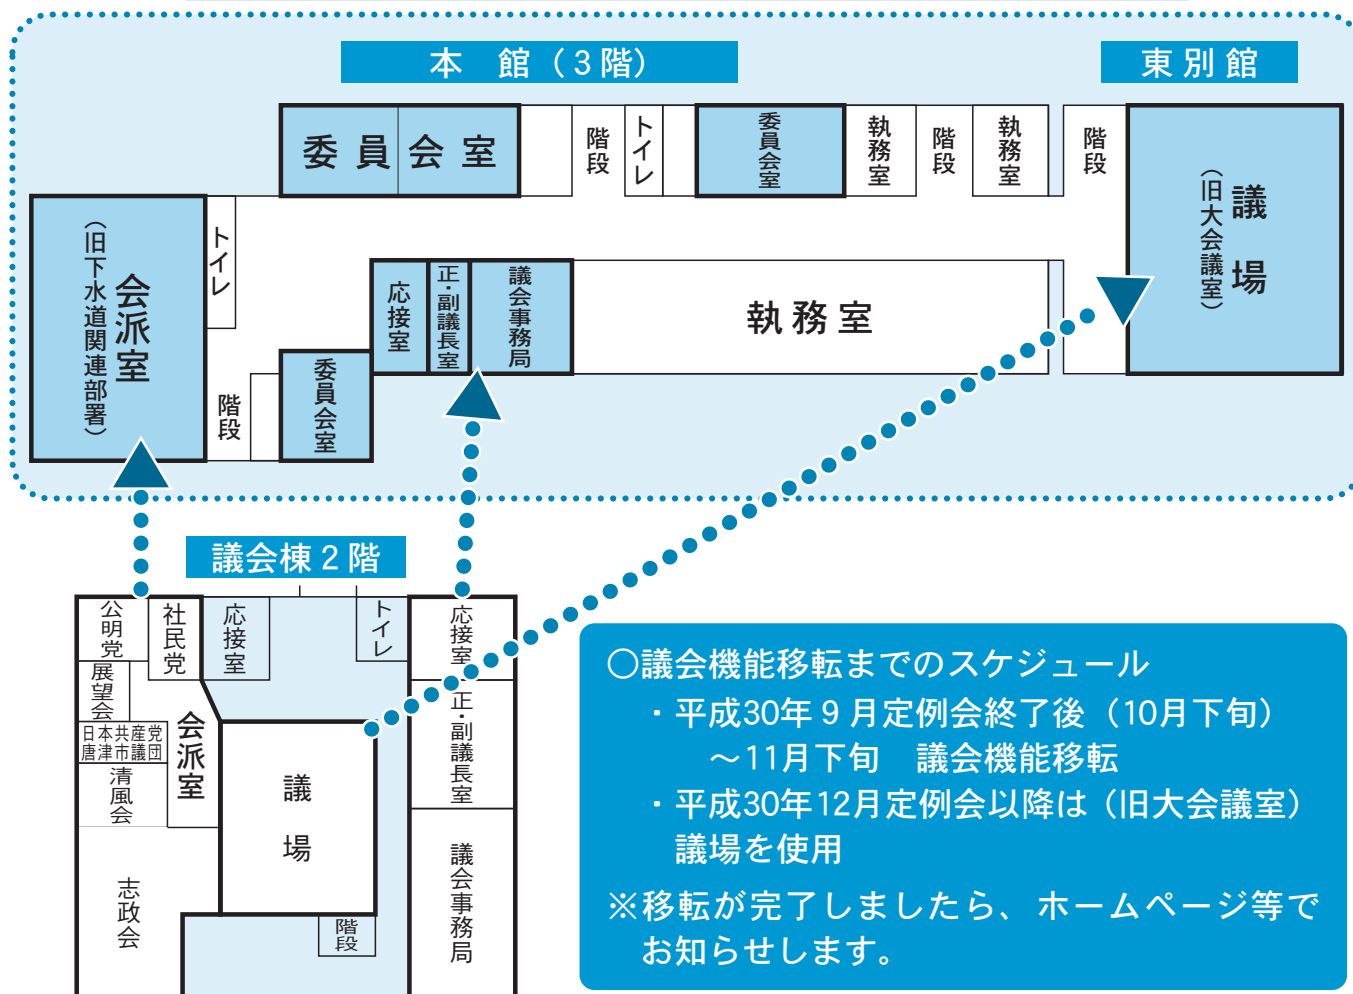 本　館（3階）
東別館
委員会室
階段
トイレ
委員会室
執務室
階段
執務室
階段
議場
（旧大会議室）
会派室
（旧下水道関連部署）
トイレ
応接室
正・副議長室
議会事務局
執務室
委員会室
階段
議会棟2階
公明党
社民党
応接室
トイレ
応接室
展望会
会派室
日本共産党
唐津市議団
清風会
志政会
議場
階段
正・副議長室
議会事務局
○議会機能移転までのスケジュール
・平成30年9月定例会終了後（10月下旬）
～11月下旬　議会機能移転
・平成30年12月定例会以降は（旧大会議室）
議場を使用
※移転が完了しましたら、ホームページ等で
お知らせします。